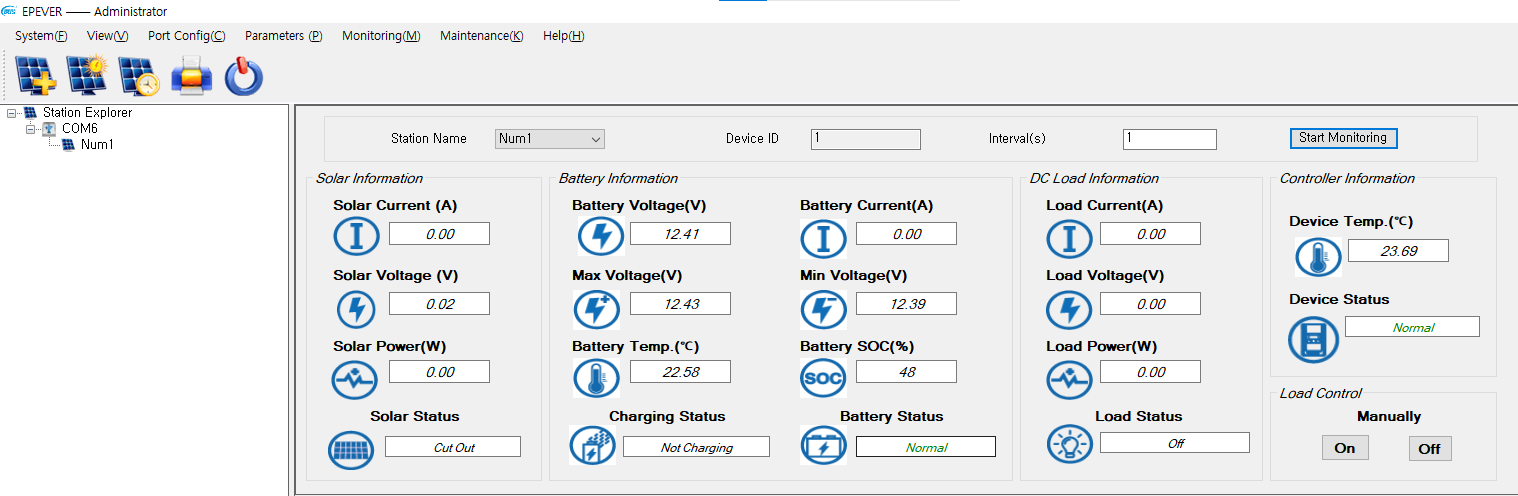 EPEVER —— Administrator
System(F) View(V) Port Config(C) Parameters (P) Monitoring(M) Maintenance(K) Help(H)
Station Explorer
COM6
Num1
Station Name Num1 Device ID 1 Interval(s) 1 Start Monitoring
Solar Information
Solar Current (A)
I
0.00
Solar Voltage (V)
0.02
Solar Power(W)
0.00
Solar Status
Cut Out
Battery Information
Battery Voltage(V) Battery Current(A)
12.41 I 0.00
Max Voltage(V) Min Voltage(V)
12.43 12.39
Battery Temp.(℃) Battery SOC(%)
22.58 SOC 48
Charging Status Battery Status
Not Charging Normal
DC Load Information
Load Current(A)
I
0.00
Load Voltage(V)
0.00
Load Power(W)
0.00
Load Status
Off
Controller Information
Device Temp.(℃)
23.69
Device Status
Normal
Load Control
Manually
On Off